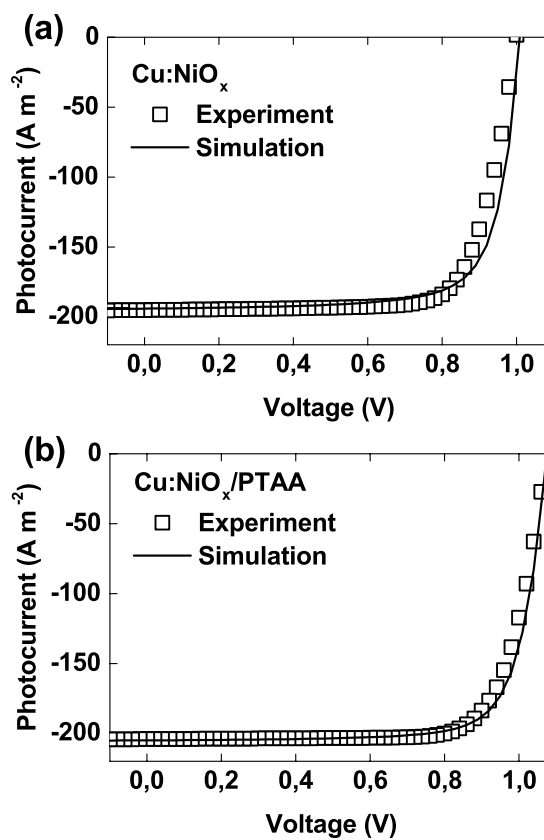 (a)
0
-50
-100
-150
-200
Photocurrent (A m-2)
Cu:NiOx
Experiment
Simulation
0,0 0,2 0,4 0,6 0,8 1,0
Voltage (V)
(b)
0
-50
-100
-150
-200
Photocurrent (A m-2)
Cu:NiOx/PTAA
Experiment
Simulation
0,0 0,2 0,4 0,6 0,8 1,0
Voltage (V)